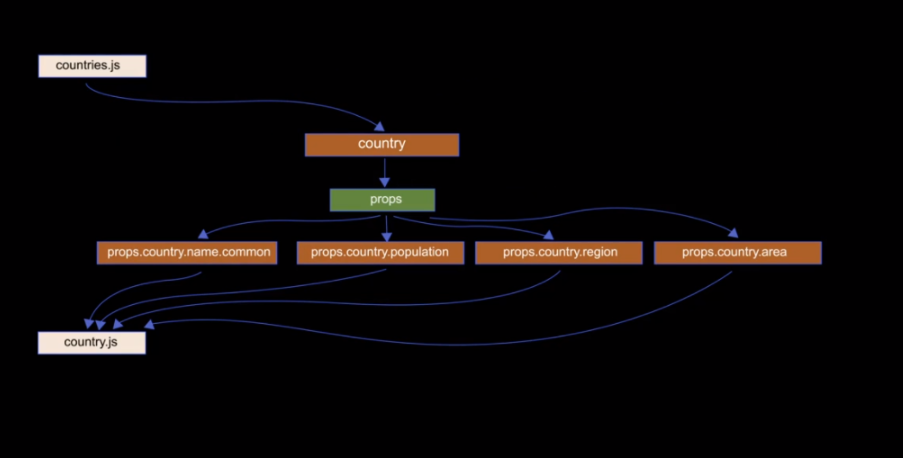 countries.js
country
props
props.country.name.common
props.country.population
props.country.region
props.country.area
country.js